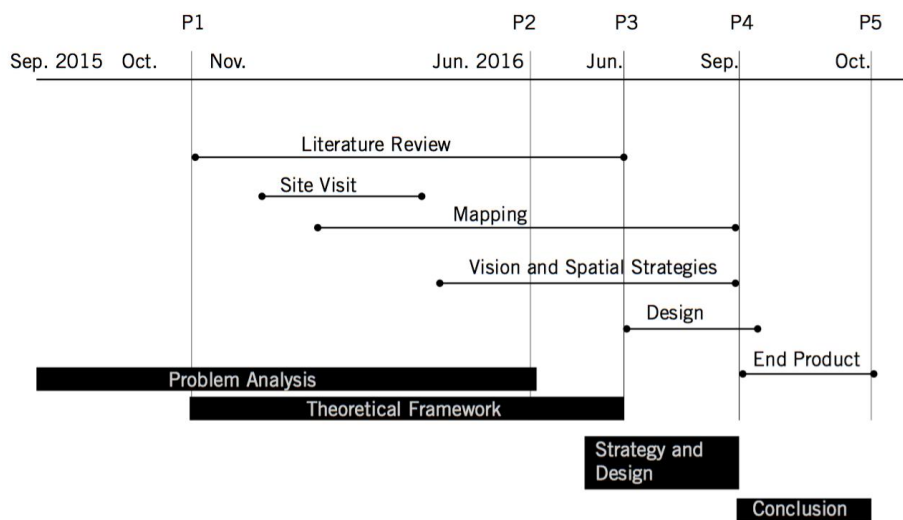 P1 P2 P3 P4 P5
Sep. 2015 Oct. Nov. Jun. 2016 Jun. Sep. Oct.
Literature Review
Site Visit
Mapping
Vision and Spatial Strategies
Design
End Product
Problem Analysis
Theoretical Framework
Strategy and
Design
Conclusion